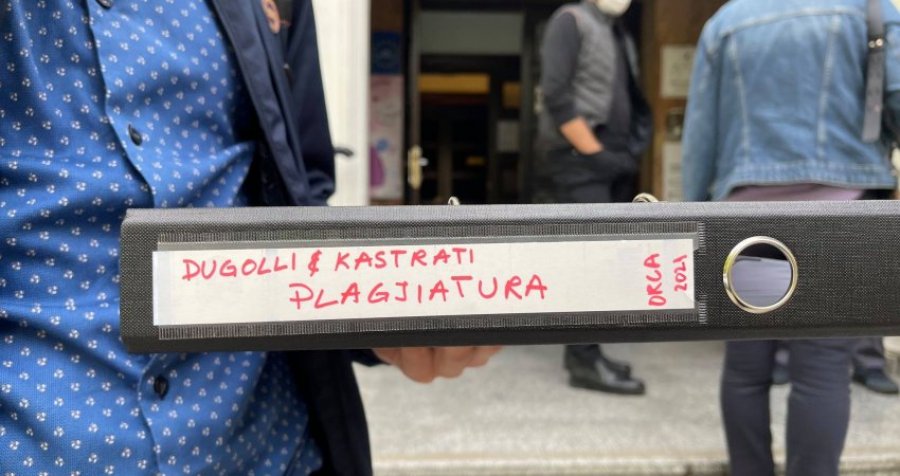 DUGOLLI & KASTRATI
PLAGJIATURA
ORCA
2021